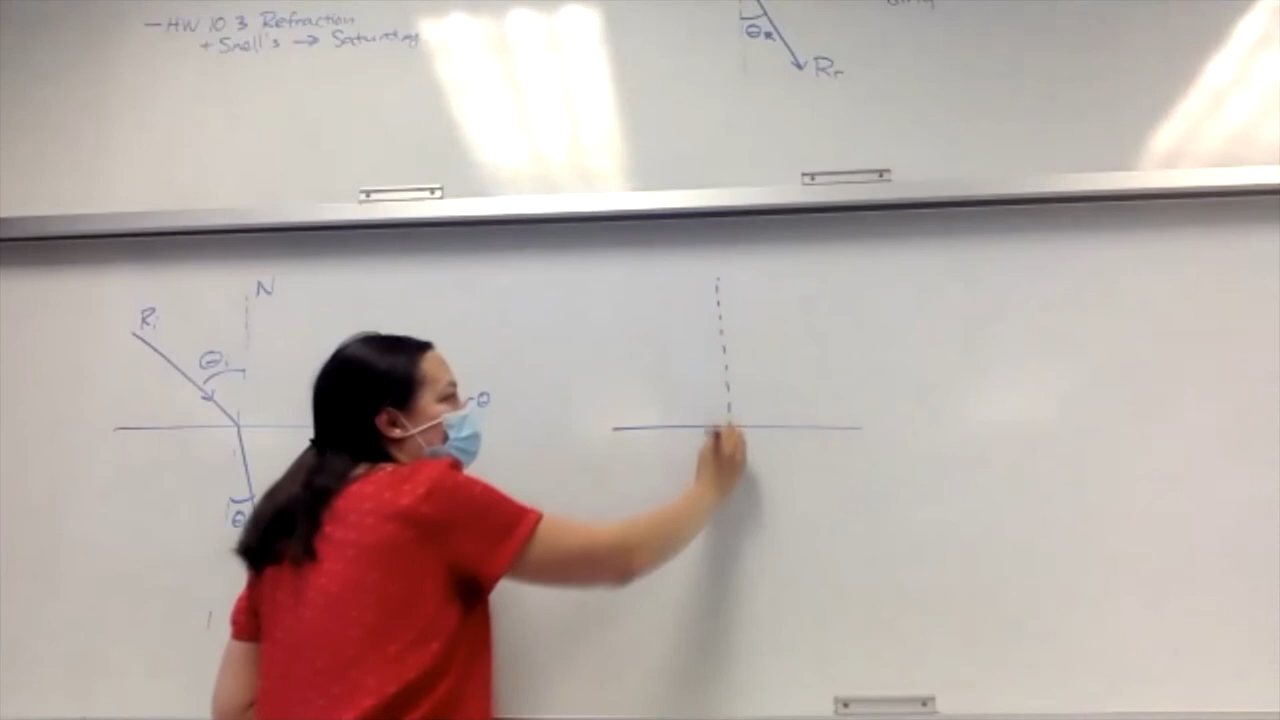 - HW 10.3 Refraction
+ Snell's → Saturday
θR
Rr
N
Ri
θi
θ
θ